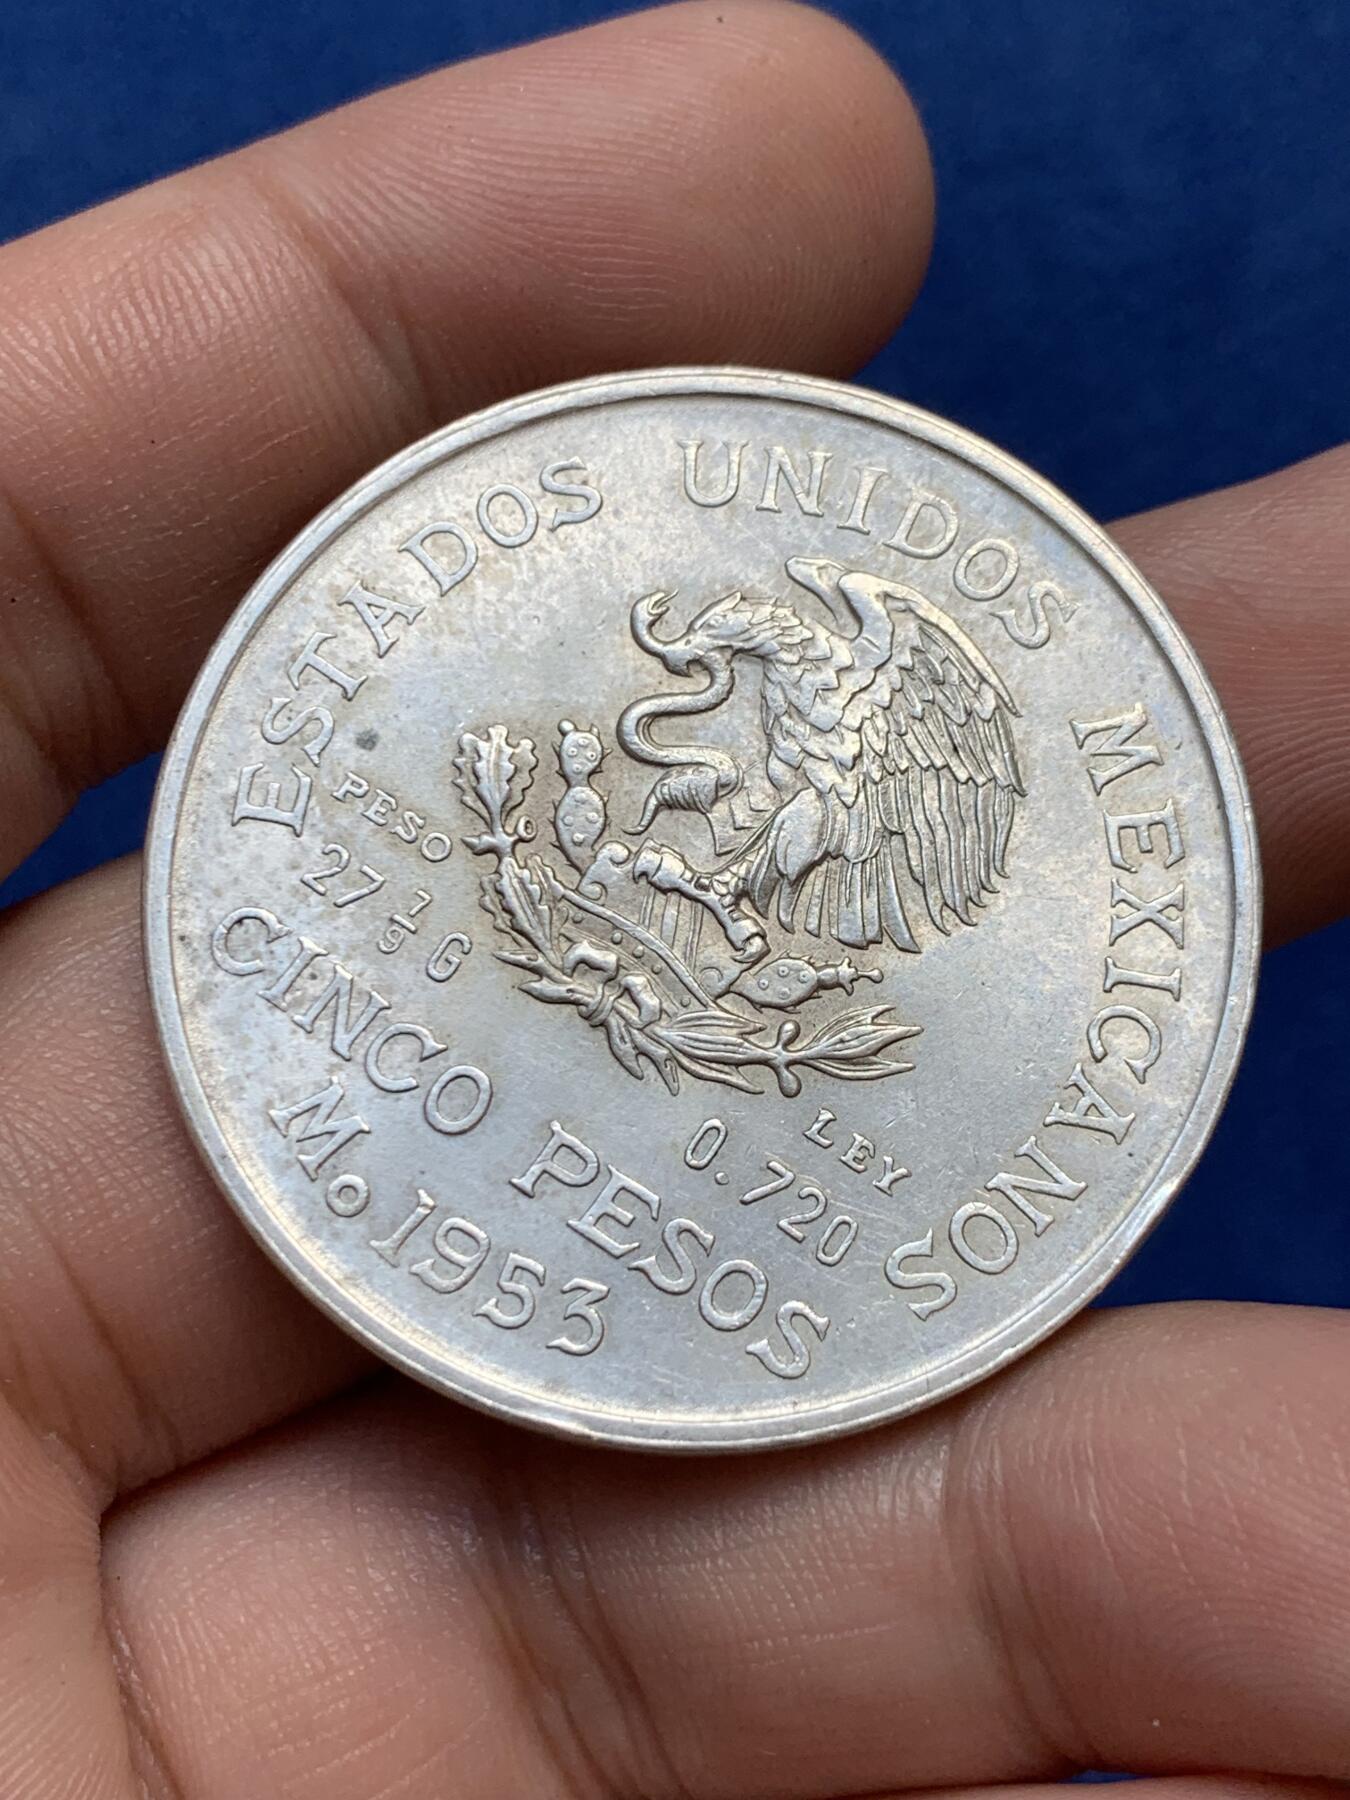 ESTADOS UNIDOS MEXICANOS
PESO
27 7/9 G
LEY
0.720
CINCO PESOS
Mo 1953